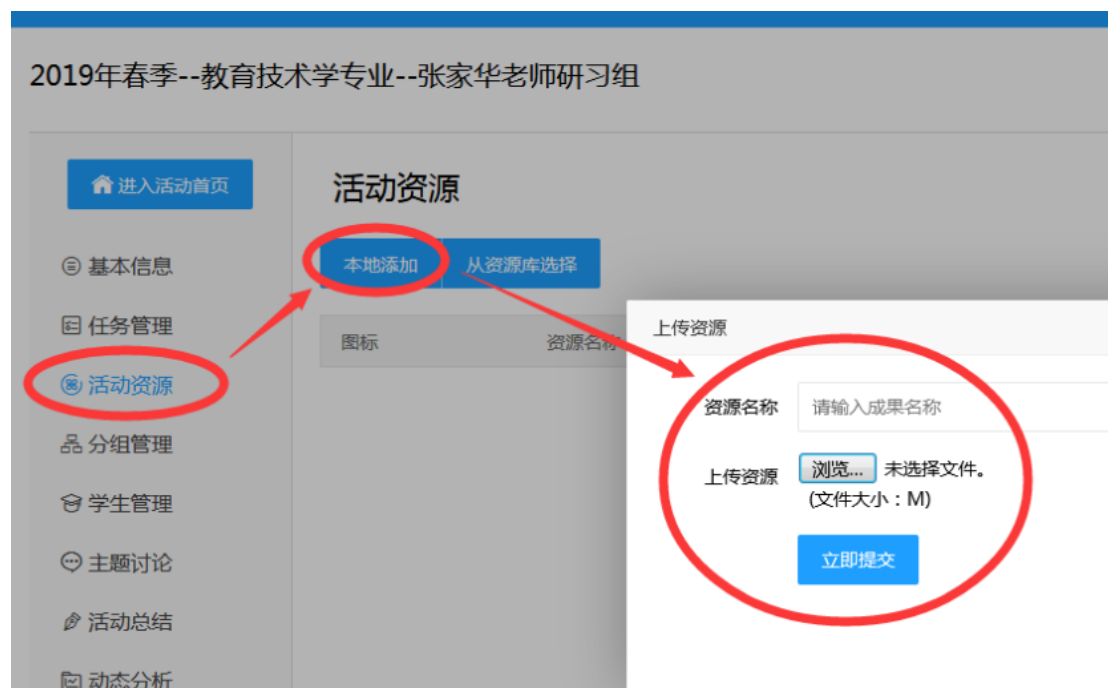 2019年春季--教育技术学专业--张家华老师研习组
进入活动首页
基本信息
任务管理
活动资源
分组管理
学生管理
主题讨论
活动总结
动态分析
活动资源
本地添加 从资源库选择
图标 资源名称
上传资源
资源名称 请输入成果名称
上传资源 浏览... 未选择文件。
(文件大小：M)
立即提交